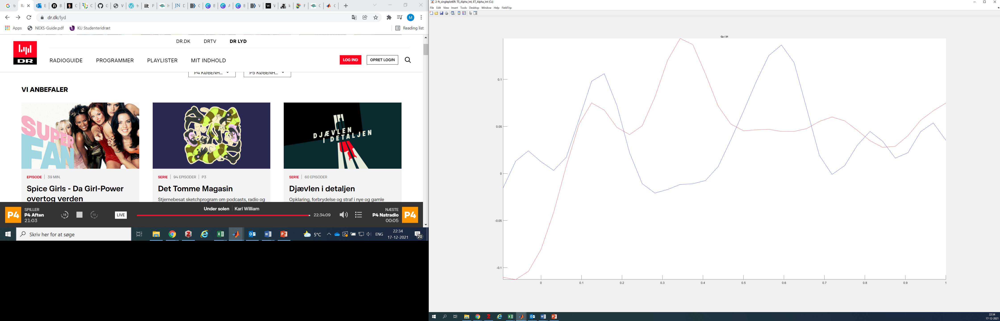 dr.dk/lyd
Apps NEXS-Guide.pdf KU Studenteridræt Reading list
DR.DK DRTV DR LYD
DR
RADIOGUIDE PROGRAMMER PLAYLISTER MIT INDHOLD LOG IND OPRET LOGIN
P4 KØBENH... P5 KØBENH...
VI ANBEFALER
SUPER
FAN
DJÆVLEN
I DETALJEN
EPISODE 39 MIN.
Spice Girls - Da Girl-Power
overtog verden
SERIE 94 EPISODER P3
Det Tomme Magasin
Stjernebesat sketchprogram om podcasts, radio og
SERIE 60 EPISODER
Djævlen i detaljen
Opklaring, forbrydelse og straf i nye og gamle
P4
SPILLER
P4 Aften
21:03
15 15
LIVE
Under solen Karl William
22:34:09
NÆSTE
P4 Natradio
00:05
P4
Skriv her for at søge
5°C
ENG
22:34
17-12-2021
20
2: ft_singleplotER: TS_Alpha_Int, ET_Alpha_Int (Cz)
File Edit View Insert Tools Desktop Window Help FieldTrip
Cz / 31
0.1
0.05
0
-0.05
-0.1
0 0.1 0.2 0.3 0.4 0.5 0.6 0.7 0.8 0.9 1
22:34
17-12-2021